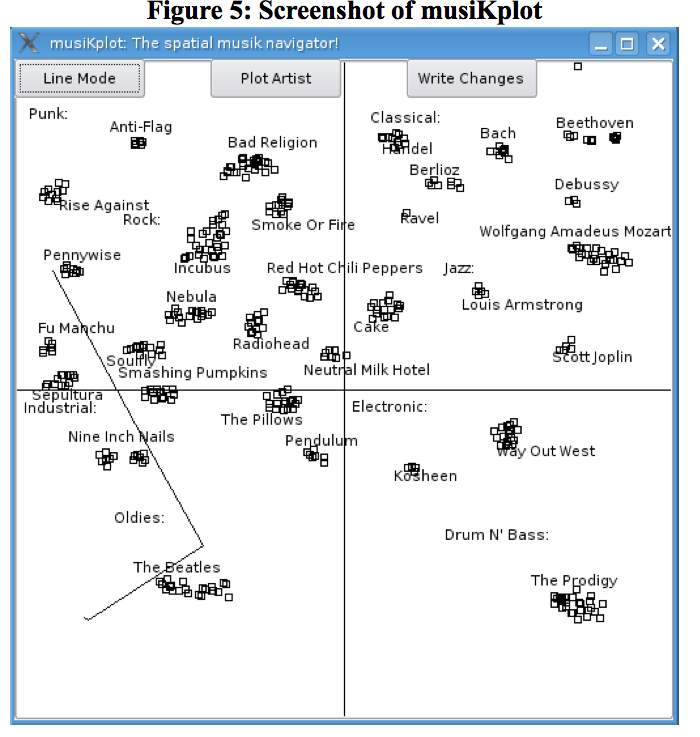 Figure 5: Screenshot of musiKplot
musiKplot: The spatial musik navigator!
Line Mode
Plot Artist
Write Changes
Punk:
Anti-Flag
Bad Religion
Rise Against
Smoke Or Fire
Rock:
Incubus
Pennywise
Red Hot Chili Peppers
Nebula
Radiohead
Fu Manchu
Soulfly
Smashing Pumpkins
Neutral Milk Hotel
Sepultura
Classical:
Handel
Bach
Beethoven
Berlioz
Debussy
Ravel
Wolfgang Amadeus Mozart
Jazz:
Louis Armstrong
Cake
Scott Joplin
Industrial:
The Pillows
Nine Inch Nails
Pendulum
Oldies:
The Beatles
Electronic:
Way Out West
Kosheen
Drum N' Bass:
The Prodigy